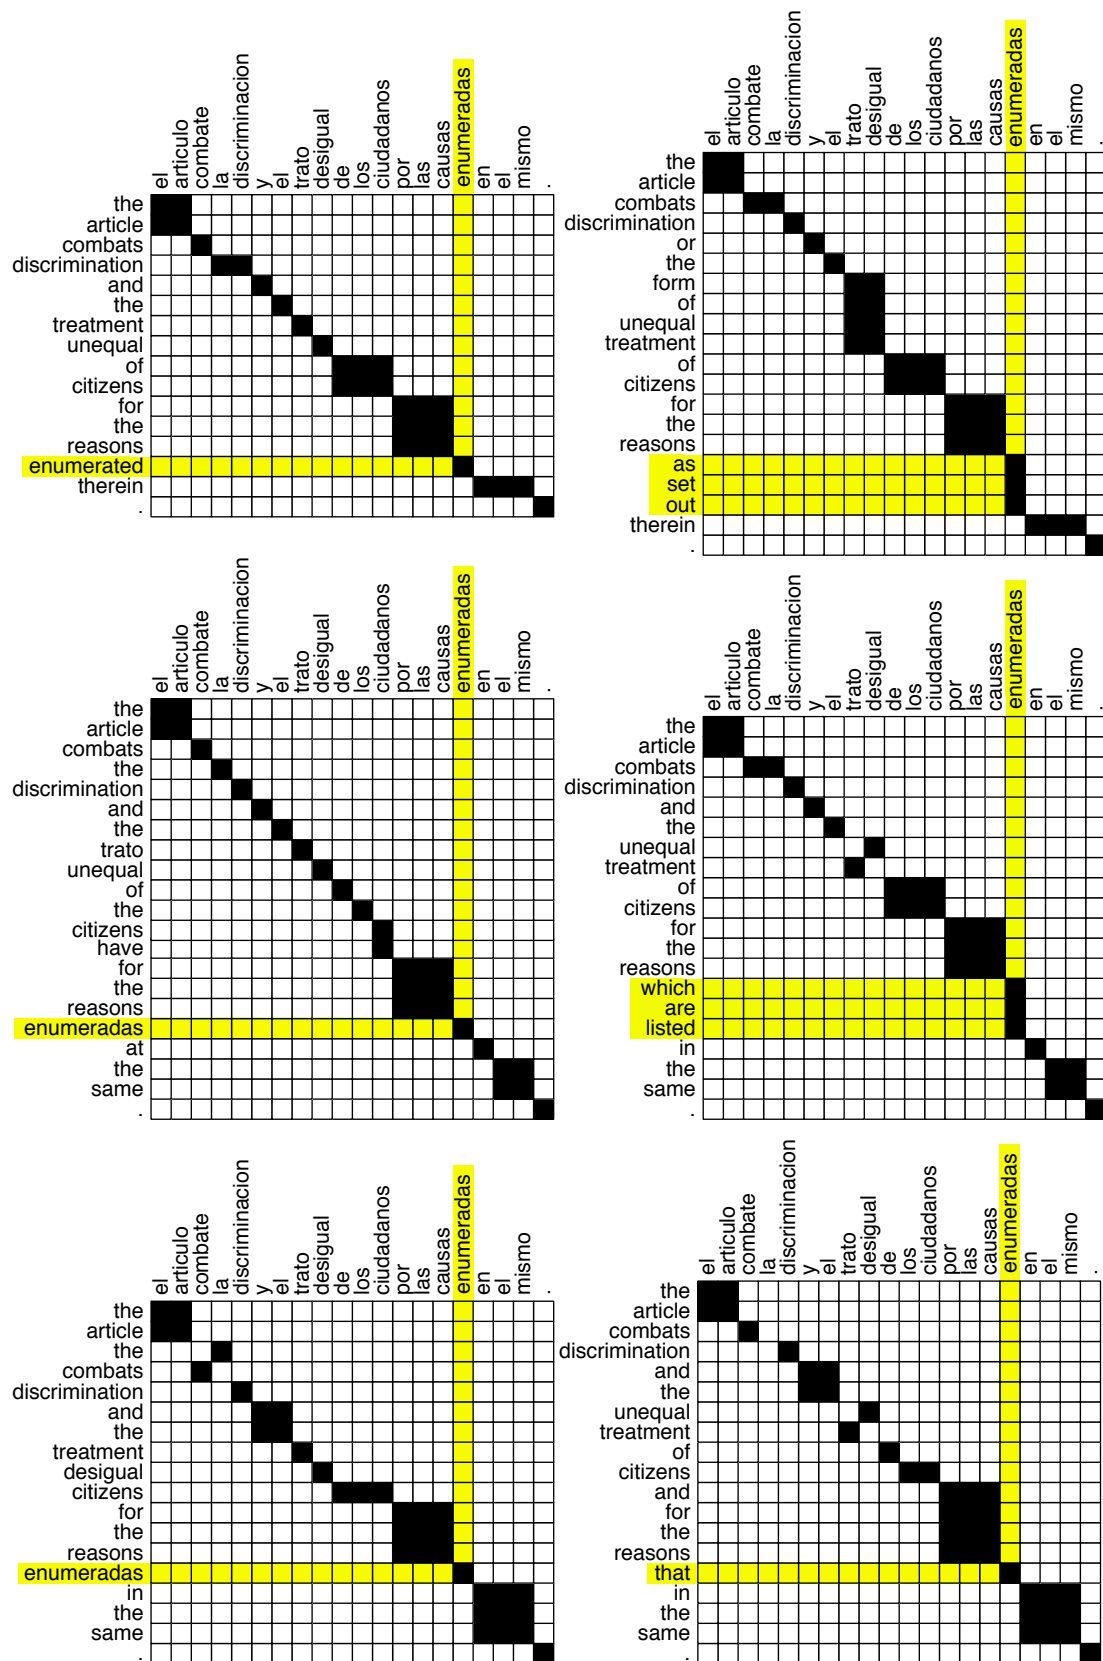 el articulo combate la discriminacion y el trato desigual de los ciudadanos por las causas enumeradas en el mismo .
the
article
combats
discrimination
and
the
treatment
unequal
of
citizens
for
the
reasons
enumerated
therein
.
el articulo combate la discriminacion y el trato desigual de los ciudadanos por las causas enumeradas en el mismo .
the
article
combats
discrimination
or
the
form
of
unequal
treatment
of
citizens
for
the
reasons
as
set
out
therein
.
el articulo combate la discriminacion y el trato desigual de los ciudadanos por las causas enumeradas en el mismo .
the
article
combats
the
discrimination
and
the
trato
unequal
of
the
citizens
have
for
the
reasons
enumeradas
at
the
same
.
el articulo combate la discriminacion y el trato desigual de los ciudadanos por las causas enumeradas en el mismo .
the
article
combats
discrimination
and
the
unequal
treatment
of
citizens
for
the
reasons
which
are
listed
in
the
same
.
el articulo combate la discriminacion y el trato desigual de los ciudadanos por las causas enumeradas en el mismo .
the
article
the
combats
discrimination
and
the
treatment
desigual
citizens
for
the
reasons
enumeradas
in
the
same
.
el articulo combate la discriminacion y el trato desigual de los ciudadanos por las causas enumeradas en el mismo .
the
article
combats
discrimination
and
the
unequal
treatment
of
citizens
and
for
the
reasons
that
in
the
same
.